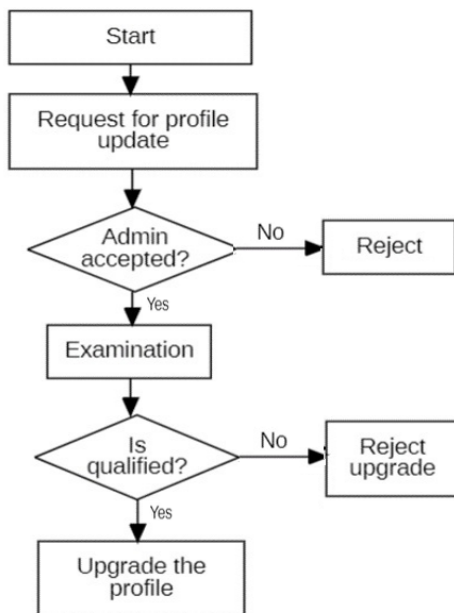 Start
Request for profile
update
Admin
accepted?
No
Reject
Yes
Examination
Is
qualified?
No
Reject
upgrade
Yes
Upgrade the
profile